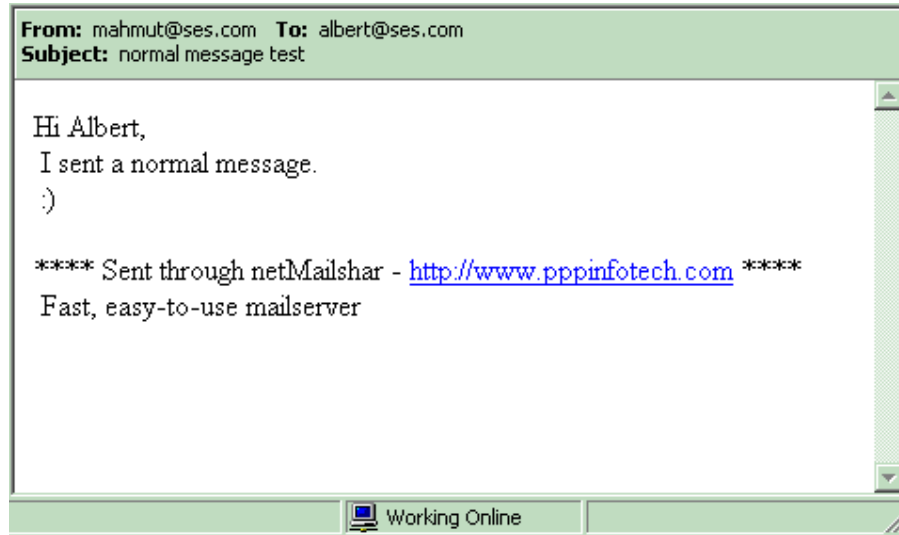 From: mahmut@ses.com To: albert@ses.com
Subject: normal message test
Hi Albert,
I sent a normal message.
:)
**** Sent through netMailshar - http://www.pppinfotech.com ****
Fast, easy-to-use mailserver
Working Online